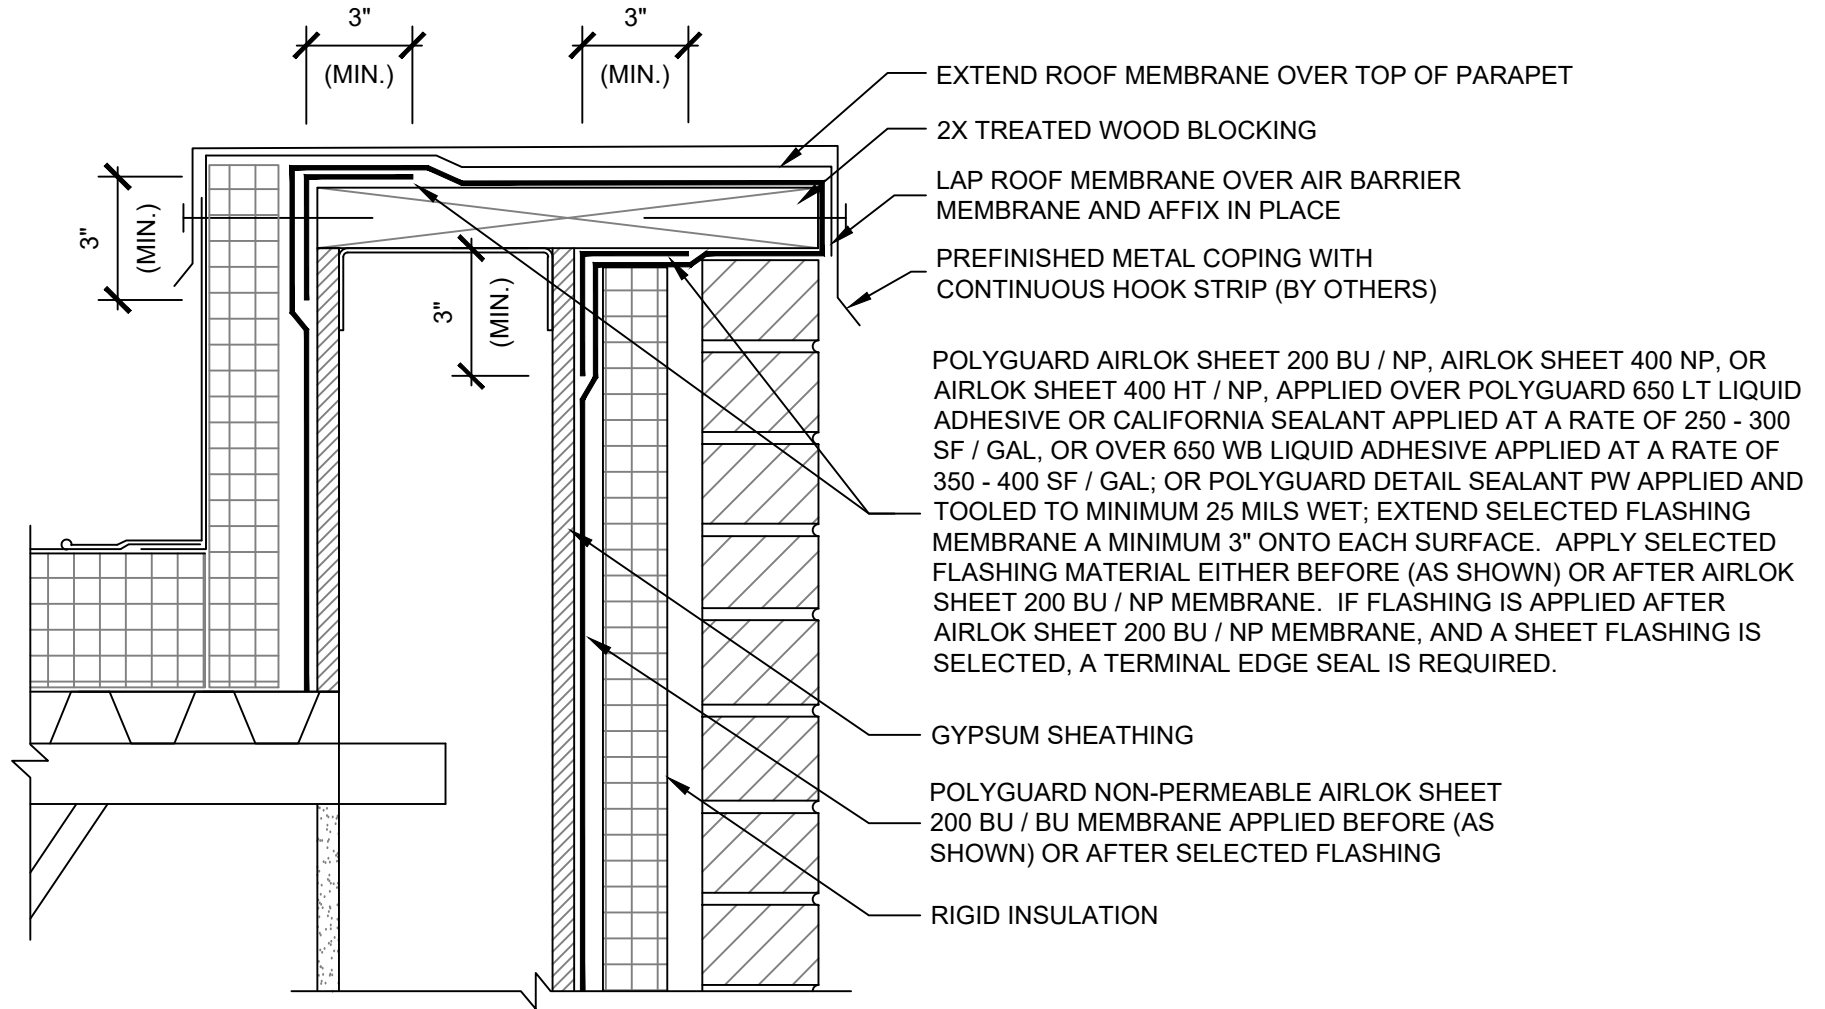 3"
(MIN.)
3"
(MIN.)
3"
(MIN.)
3"
(MIN.)
EXTEND ROOF MEMBRANE OVER TOP OF PARAPET
2X TREATED WOOD BLOCKING
LAP ROOF MEMBRANE OVER AIR BARRIER
MEMBRANE AND AFFIX IN PLACE
PREFINISHED METAL COPING WITH
CONTINUOUS HOOK STRIP (BY OTHERS)
POLYGUARD AIRLOK SHEET 200 BU / NP, AIRLOK SHEET 400 NP, OR
AIRLOK SHEET 400 HT / NP, APPLIED OVER POLYGUARD 650 LT LIQUID
ADHESIVE OR CALIFORNIA SEALANT APPLIED AT A RATE OF 250 - 300
SF / GAL, OR OVER 650 WB LIQUID ADHESIVE APPLIED AT A RATE OF
350 - 400 SF / GAL; OR POLYGUARD DETAIL SEALANT PW APPLIED AND
TOOLED TO MINIMUM 25 MILS WET; EXTEND SELECTED FLASHING
MEMBRANE A MINIMUM 3" ONTO EACH SURFACE.  APPLY SELECTED
FLASHING MATERIAL EITHER BEFORE (AS SHOWN) OR AFTER AIRLOK
SHEET 200 BU / NP MEMBRANE.  IF FLASHING IS APPLIED AFTER
AIRLOK SHEET 200 BU / NP MEMBRANE, AND A SHEET FLASHING IS
SELECTED, A TERMINAL EDGE SEAL IS REQUIRED.
GYPSUM SHEATHING
POLYGUARD NON-PERMEABLE AIRLOK SHEET
200 BU / BU MEMBRANE APPLIED BEFORE (AS
SHOWN) OR AFTER SELECTED FLASHING
RIGID INSULATION